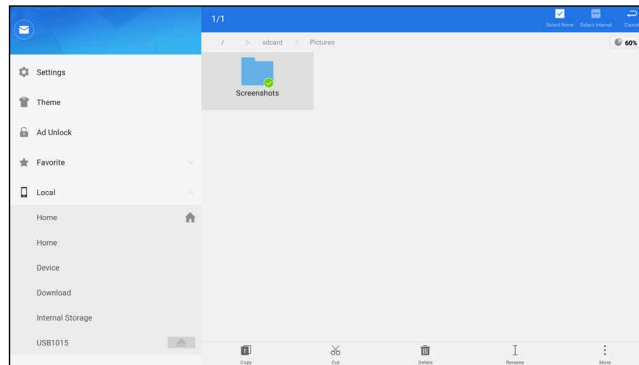 1/1
Select None Select Interval Cancel
/ > sdcard > Pictures
60%
Screenshots
Settings
Theme
Ad Unlock
Favorite
Local
Home
Home
Device
Download
Internal Storage
USB1015
Copy Cut Delete Rename More